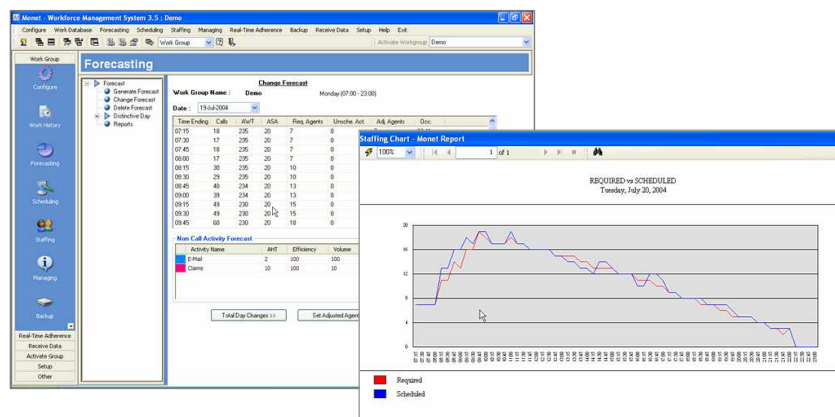 Monet - Workforce Management System 3.5 : Demo
Configure Work Database Forecasting Scheduling Staffing Managing Real-Time Adherence Backup Receive Data Setup Help Exit
Work Group
Activate Workgroup Demo
Work Group
Forecasting
Configure
Work History
Forecasting
Scheduling
Staffing
Managing
Backup
Real-Time Adherence
Receive Data
Activate Group
Setup
Other
Forecast
Generate Forecast
Change Forecast
Delete Forecast
Distinctive Day
Reports
Change Forecast
Work Group Name : Demo Monday (07:00 - 23:00)
Date : 19-Jul-2004
Time Ending Calls AWT ASA Req. Agents Unsche. Act. Adj. Agents Occ.
07:15 18 235 20 7 0
07:30 17 235 20 7 0
07:45 18 235 20 7 0
08:00 17 235 20 7 0
08:15 30 235 20 10 0
08:30 29 235 20 10 0
08:45 40 234 20 13 0
09:00 39 234 20 13 0
09:15 49 230 20 15 0
09:30 49 230 20 15 0
09:45 60 230 20 18 0
Non Call Activity Forecast
Activity Name AHT Efficiency Volume
E-Mail 2 100 100
Claims 10 100 10
Total Day Changes >>
Set Adjusted Agent
Staffing Chart - Monet Report
100% 1 of 1
REQUIRED vs SCHEDULED
Tuesday, July 20, 2004
20
16
12
8
4
0
Required
Scheduled